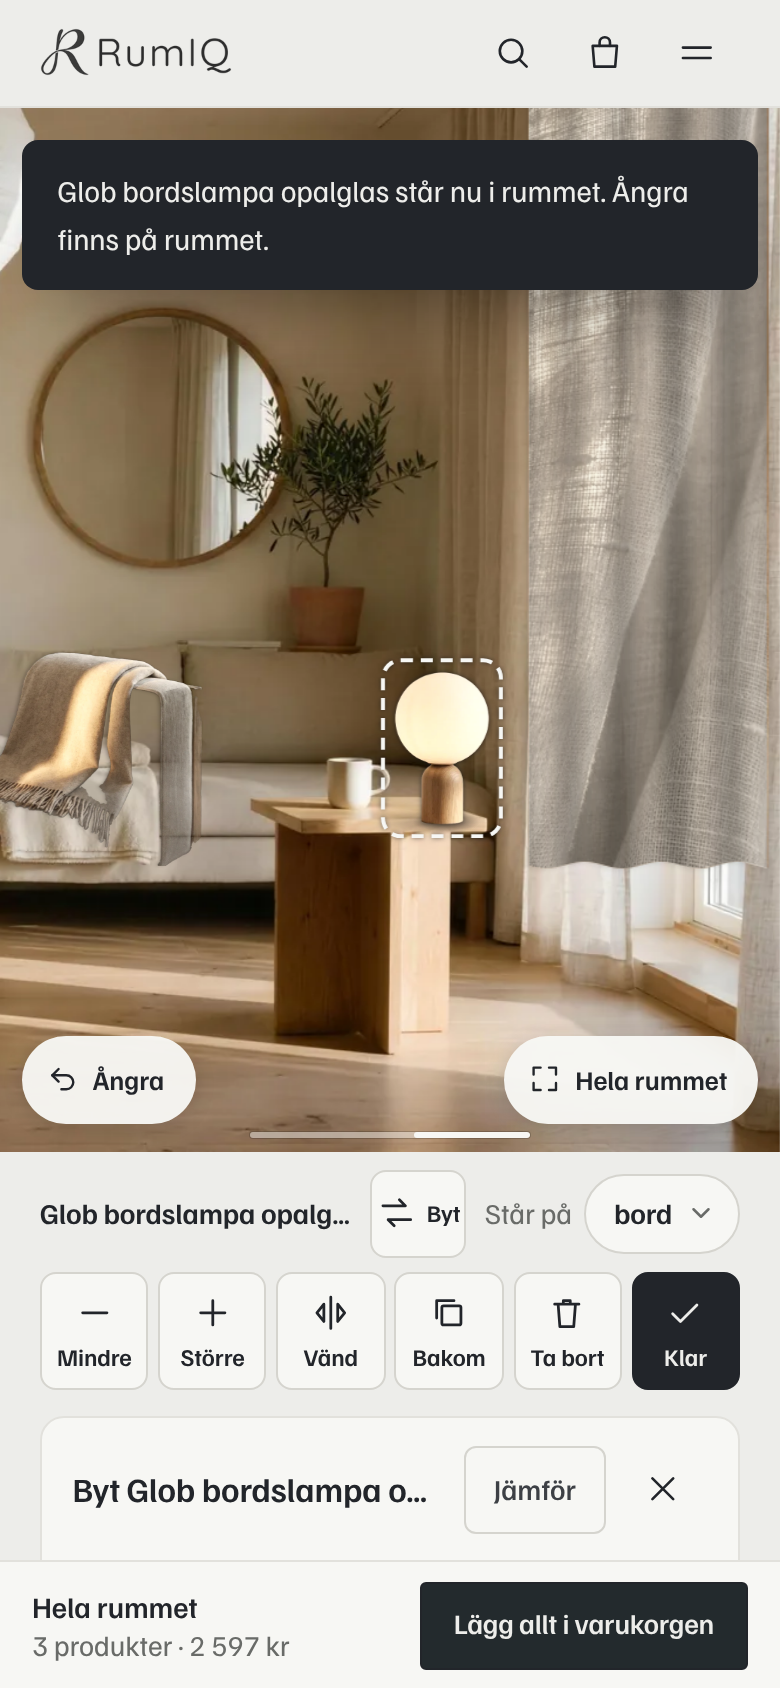 RumIQ
Glob bordslampa opalglas står nu i rummet. Ångra
finns på rummet.
Ångra
Hela rummet
Glob bordslampa opalg...
Byt
Står på
bord
Mindre
Större
Vänd
Bakom
Ta bort
Klar
Byt Glob bordslampa o...
Jämför
Hela rummet
3 produkter · 2 597 kr
Lägg allt i varukorgen